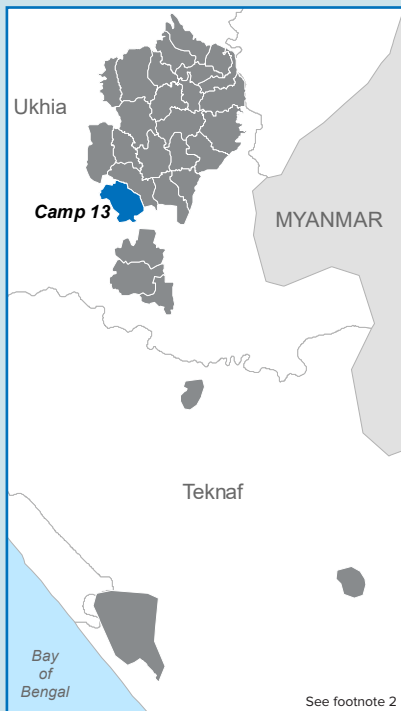 Ukhia
Camp 13
MYANMAR
Teknaf
Bay
of
Bengal
See footnote 2